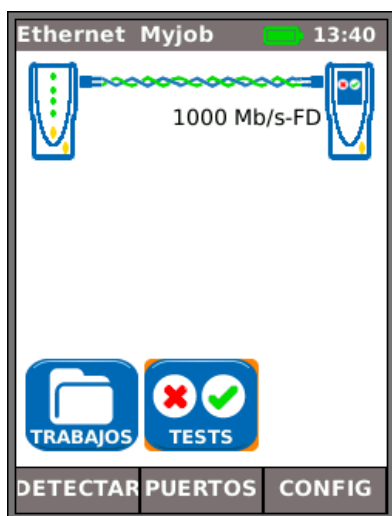 Ethernet Myjob 13:40
1000 Mb/s-FD
TRABAJOS TESTS
DETECTAR PUERTOS CONFIG